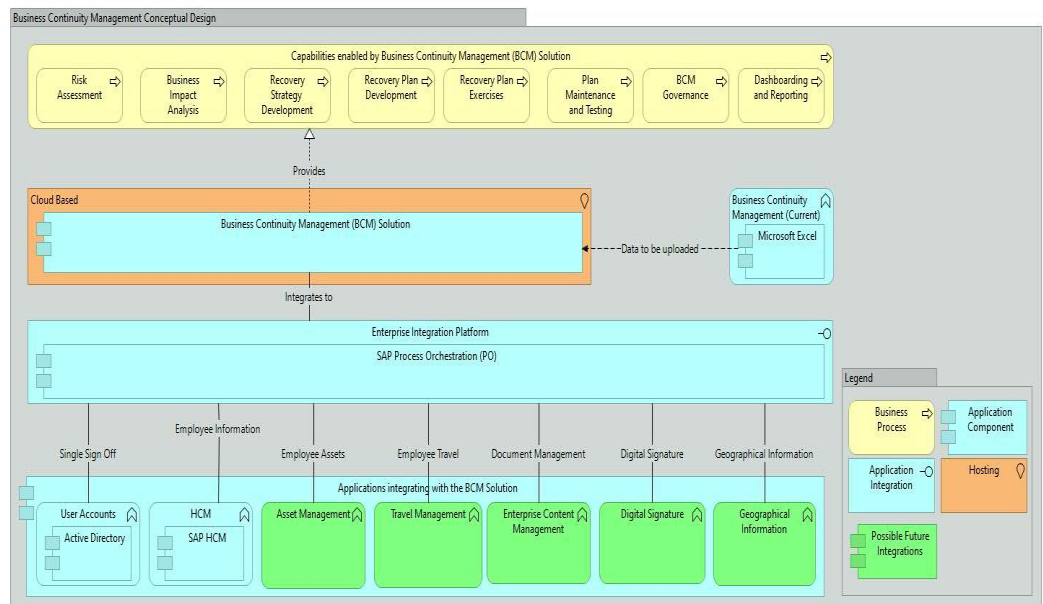 Business Continuity Management Conceptual Design
Capabilities enabled by Business Continuity Management (BCM) Solution
Risk
Assessment
Business
Impact
Analysis
Recovery
Strategy
Development
Recovery Plan
Development
Recovery Plan
Exercises
Plan
Maintenance
and Testing
BCM
Governance
Dashboarding
and Reporting
Provides
Cloud Based
Business Continuity Management (BCM) Solution
Business Continuity
Management (Current)
Microsoft Excel
Data to be uploaded
Integrates to
Enterprise Integration Platform
SAP Process Orchestration (PO)
Single Sign Off
Employee Information
Employee Assets
Employee Travel
Document Management
Digital Signature
Geographical Information
Applications integrating with the BCM Solution
User Accounts
Active Directory
HCM
SAP HCM
Asset Management
Travel Management
Enterprise Content
Management
Digital Signature
Geographical
Information
Legend
Business
Process
Application
Component
Application
Integration
Hosting
Possible Future
Integrations